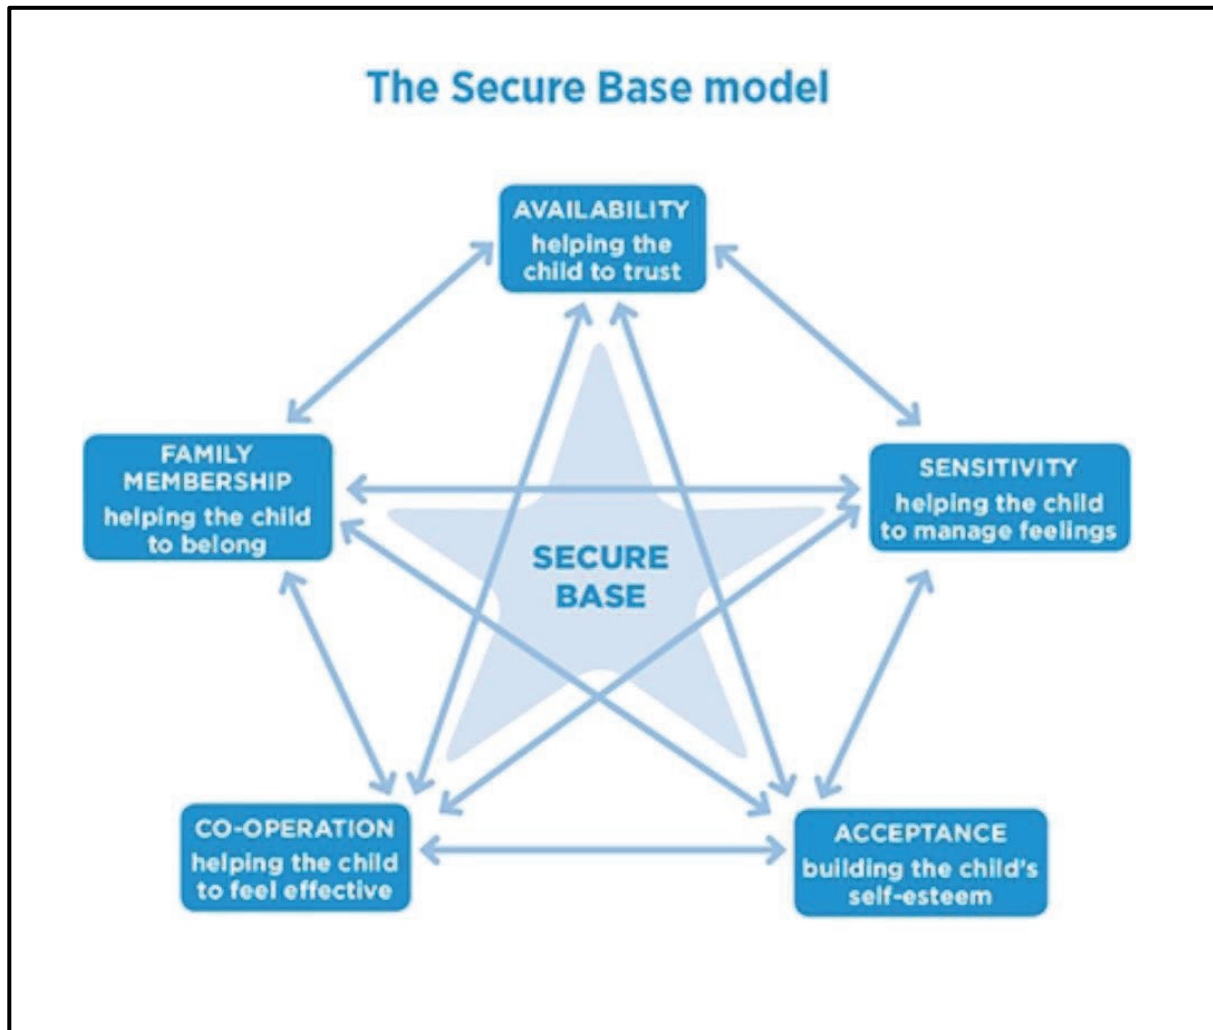 The Secure Base model
AVAILABILITY
helping the
child to trust
FAMILY
MEMBERSHIP
helping the child
to belong
SENSITIVITY
helping the child
to manage feelings
SECURE
BASE
CO-OPERATION
helping the child
to feel effective
ACCEPTANCE
building the child's
self-esteem